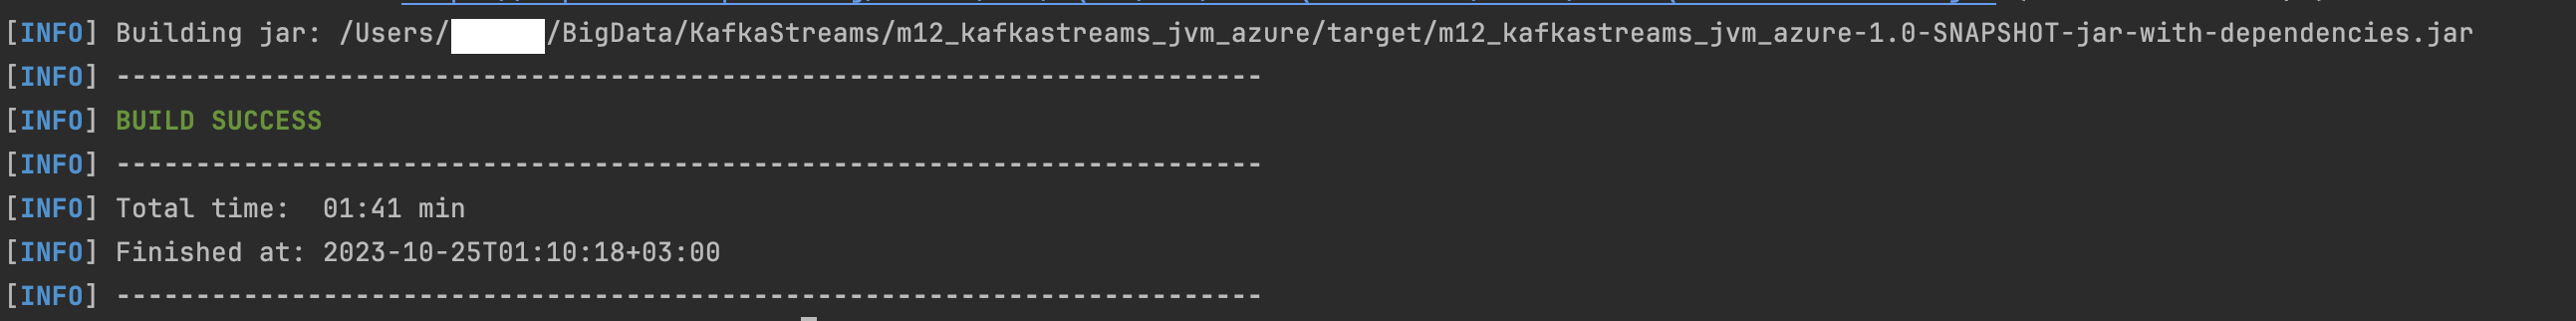 [INFO] Building jar: /Users/ /BigData/KafkaStreams/m12_kafkastreams_jvm_azure/target/m12_kafkastreams_jvm_azure-1.0-SNAPSHOT-jar-with-dependencies.jar
[INFO] ------------------------------------------------------------------------
[INFO] BUILD SUCCESS
[INFO] ------------------------------------------------------------------------
[INFO] Total time:  01:41 min
[INFO] Finished at: 2023-10-25T01:10:18+03:00
[INFO] ------------------------------------------------------------------------